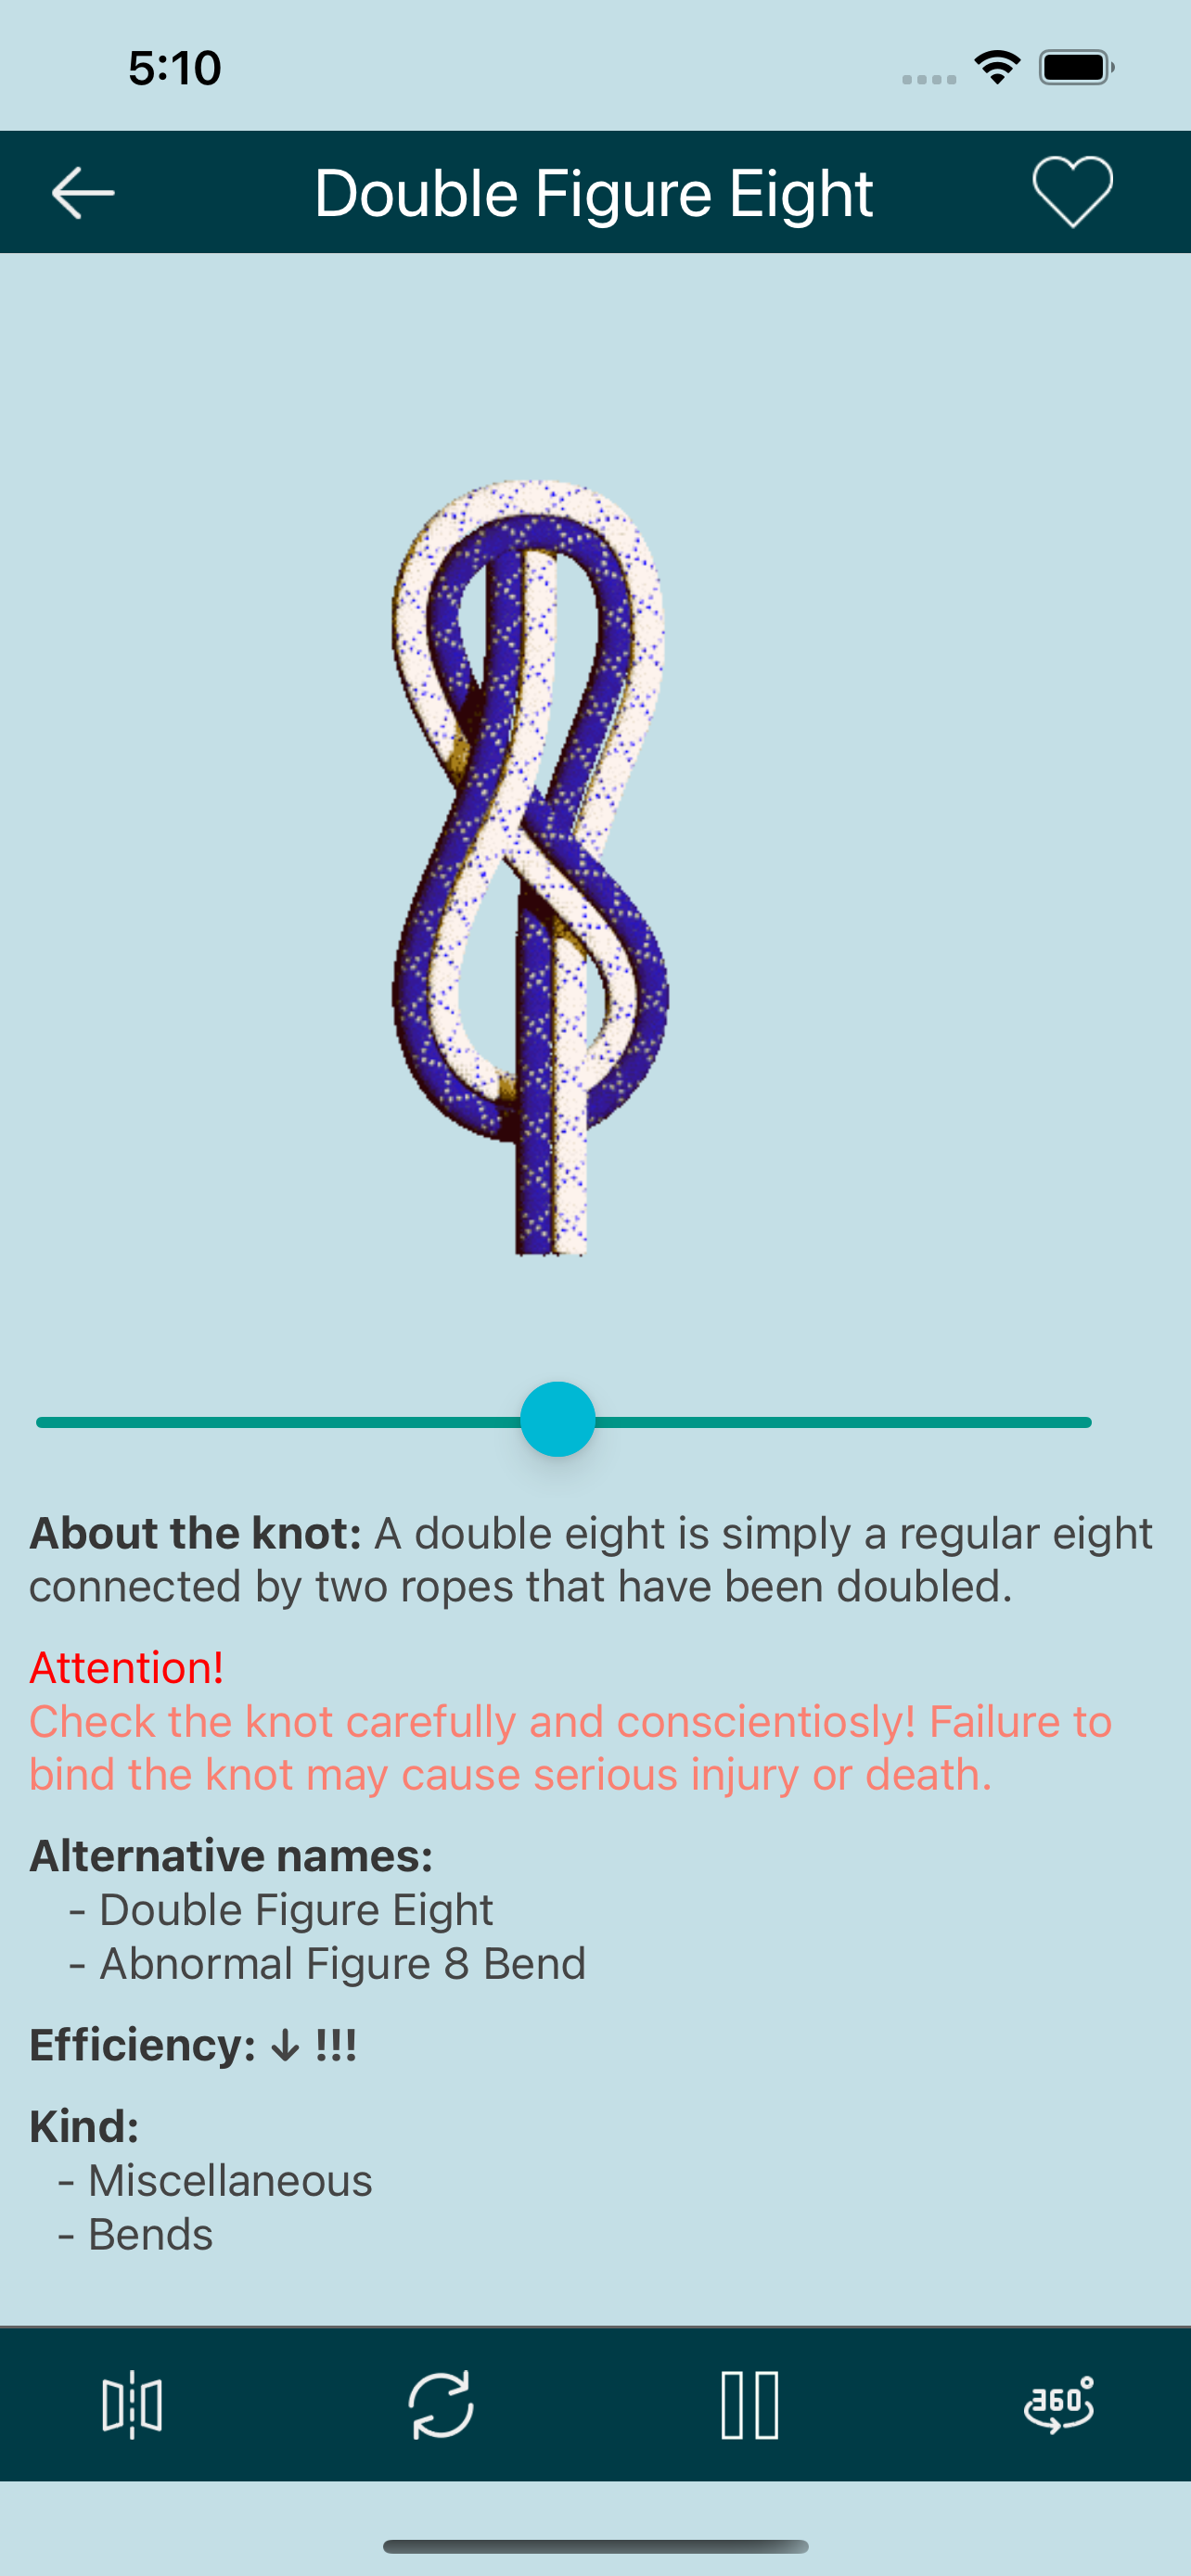 5:10
Double Figure Eight
About the knot: A double eight is simply a regular eight
connected by two ropes that have been doubled.
Attention!
Check the knot carefully and conscientiosly! Failure to
bind the knot may cause serious injury or death.
Alternative names:
- Double Figure Eight
- Abnormal Figure 8 Bend
Efficiency: ↓ !!!
Kind:
- Miscellaneous
- Bends
360°